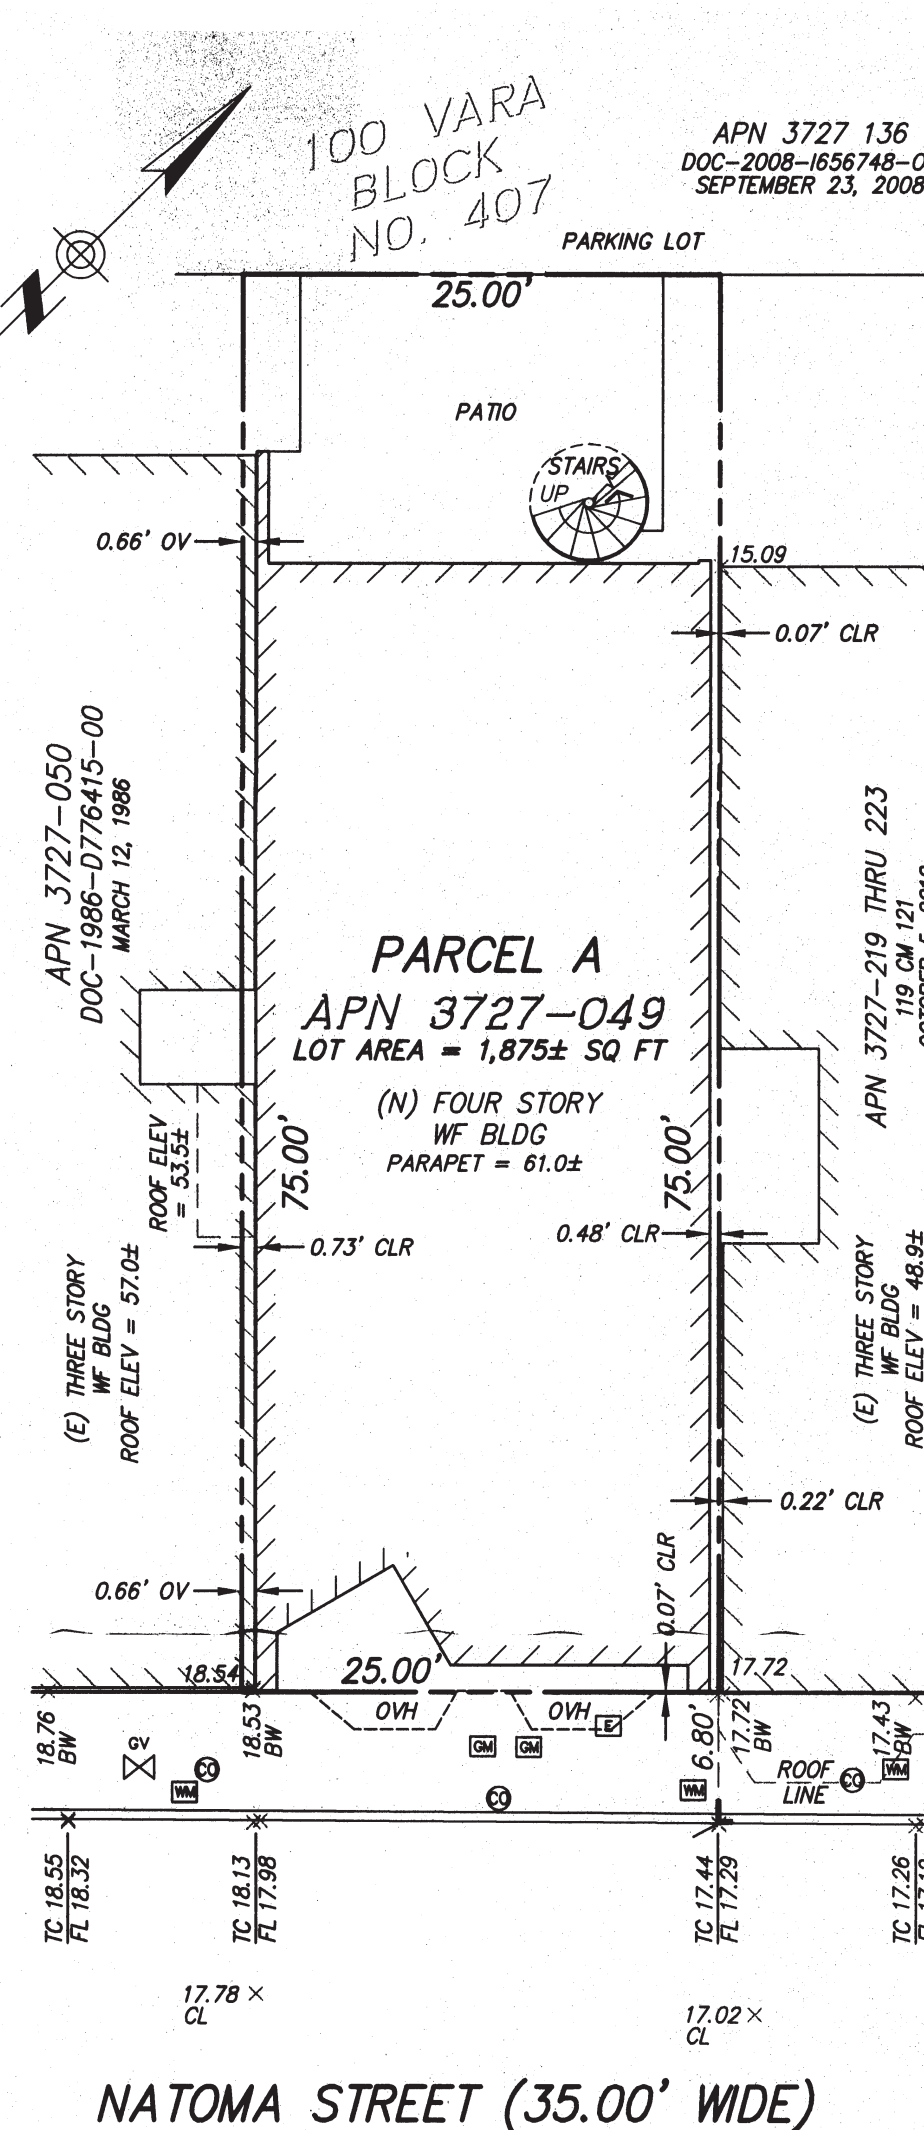 100 VARA
BLOCK
NO. 407
APN 3727 136
DOC-2008-I656748-0
SEPTEMBER 23, 2008
PARKING LOT
25.00'
PATIO
STAIRS
UP
0.66' OV
15.09
0.07' CLR
APN 3727-050
DOC-1986-D776415-00
MARCH 12, 1986
APN 3727-219 THRU 223
119 CM 121
PARCEL A
APN 3727-049
LOT AREA = 1,875± SQ FT
(N) FOUR STORY
WF BLDG
PARAPET = 61.0±
75.00'
75.00'
ROOF ELEV
= 53.5±
0.73' CLR
0.48' CLR
(E) THREE STORY
WF BLDG
ROOF ELEV = 57.0±
(E) THREE STORY
WF BLDG
ROOF ELEV = 48.9±
0.22' CLR
0.07' CLR
0.66' OV
18.54
25.00'
17.72
OVH
OVH
E
18.76
BW
18.53
BW
6.80'
17.72
BW
17.43
BW
GV
CO
WM
GM
GM
CO
WM
ROOF
LINE
CO
WM
TC 18.55
FL 18.32
TC 18.13
FL 17.98
TC 17.44
FL 17.29
TC 17.26
17.78
CL
17.02
CL
NATOMA STREET (35.00' WIDE)